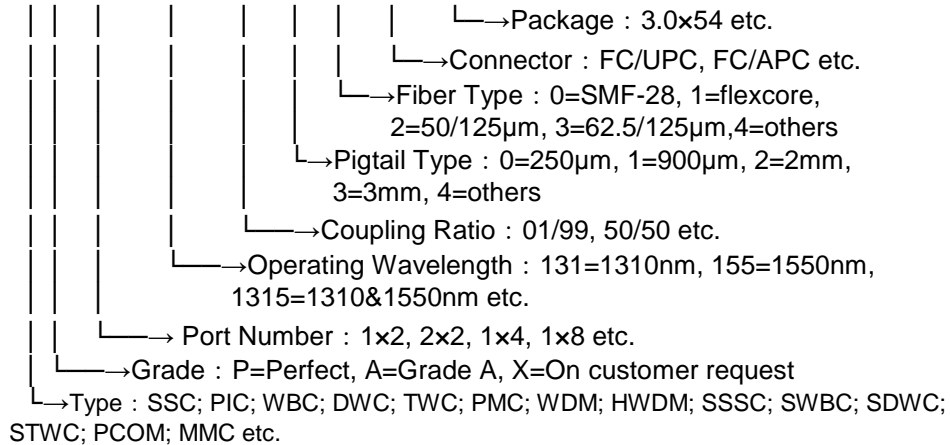 Package：3.0×54 etc.
Connector：FC/UPC, FC/APC etc.
Fiber Type：0=SMF-28, 1=flexcore,
2=50/125μm, 3=62.5/125μm,4=others
Pigtail Type：0=250μm, 1=900μm, 2=2mm,
3=3mm, 4=others
Coupling Ratio：01/99, 50/50 etc.
Operating Wavelength：131=1310nm, 155=1550nm,
1315=1310&1550nm etc.
Port Number：1×2, 2×2, 1×4, 1×8 etc.
Grade：P=Perfect, A=Grade A, X=On customer request
Type：SSC; PIC; WBC; DWC; TWC; PMC; WDM; HWDM; SSSC; SWBC; SDWC;
STWC; PCOM; MMC etc.